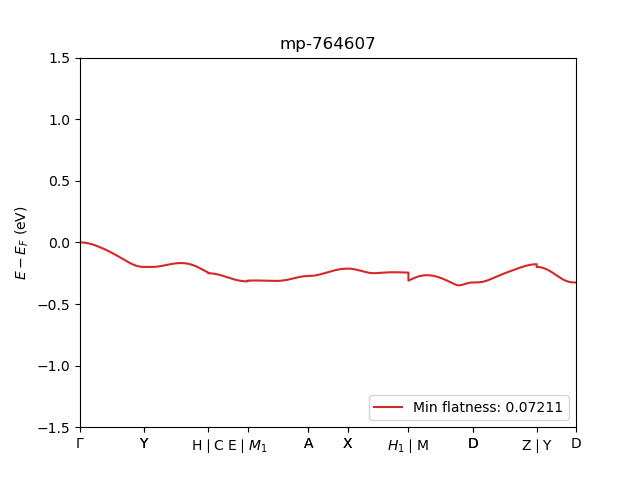 mp-764607
E − E_F (eV)
1.5
1.0
0.5
0.0
−0.5
−1.0
−1.5
Min flatness: 0.07211
Γ Y H | C E | M₁ A X H₁ | M D Z | Y D